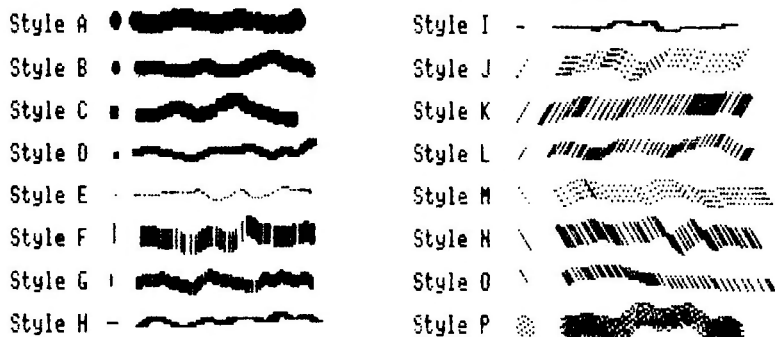 Style A
Style B
Style C
Style D
Style E
Style F
Style G
Style H
Style I
Style J
Style K
Style L
Style M
Style N
Style O
Style P